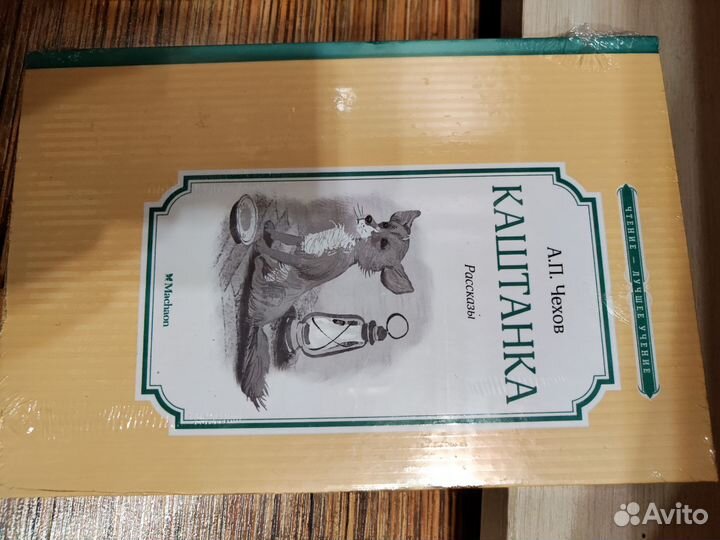 ЧТЕНИЕ — ЛУЧШЕЕ УЧЕНИЕ
А.П. Чехов
КАШТАНКА
Рассказы
Machaon
Avito